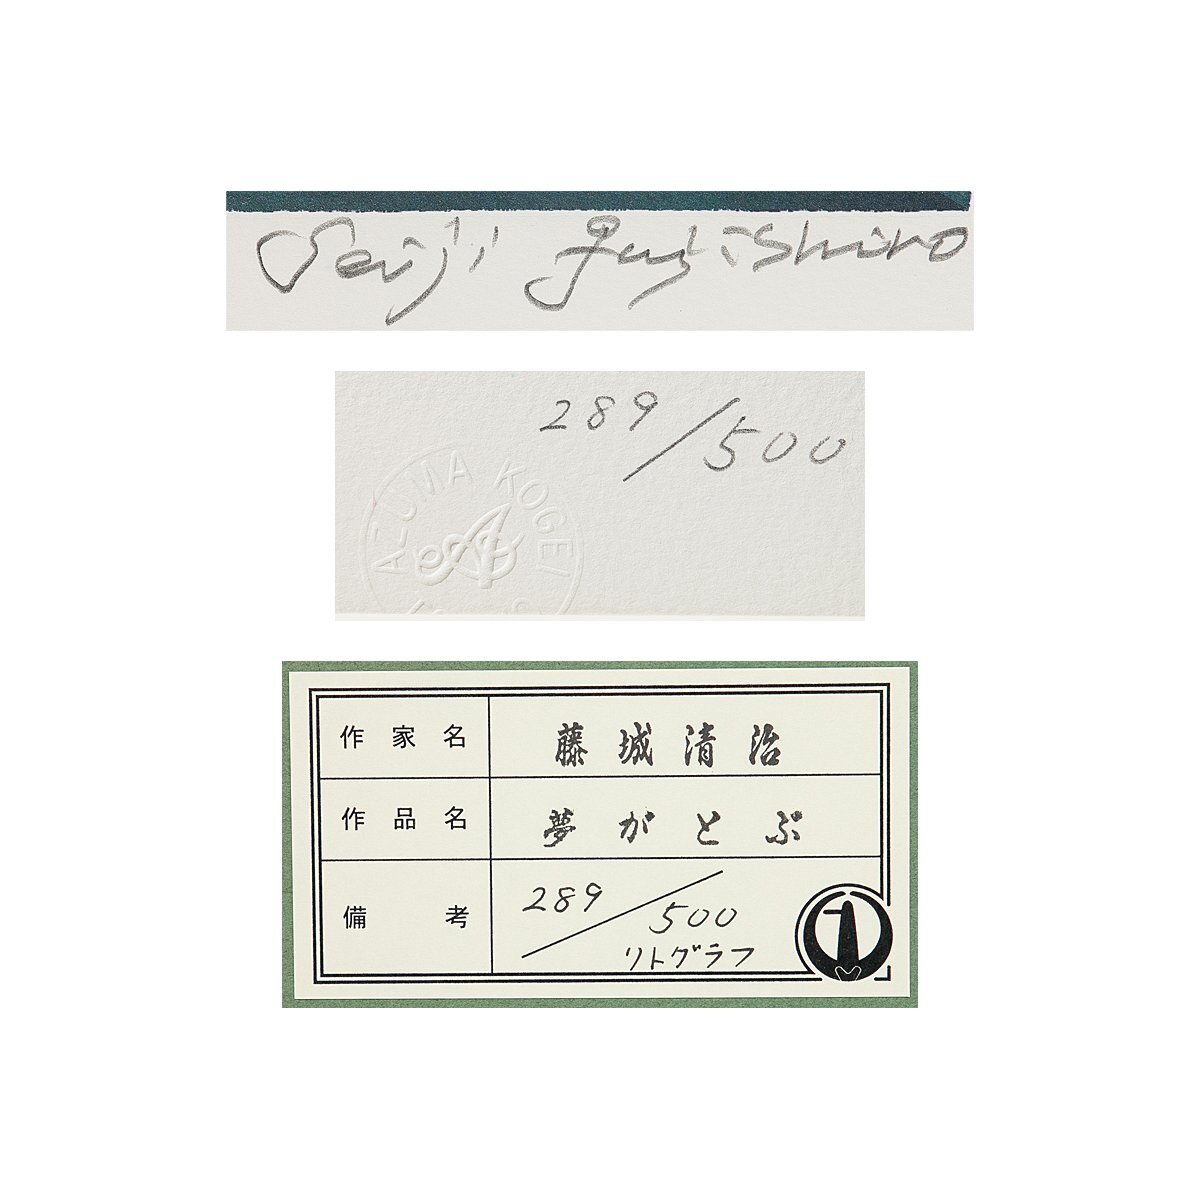 Seiji Fujishiro
289/500
A-UMA KOGEI
作家名 藤城清治
作品名 夢がとぶ
備考 289/500
リトグラフ